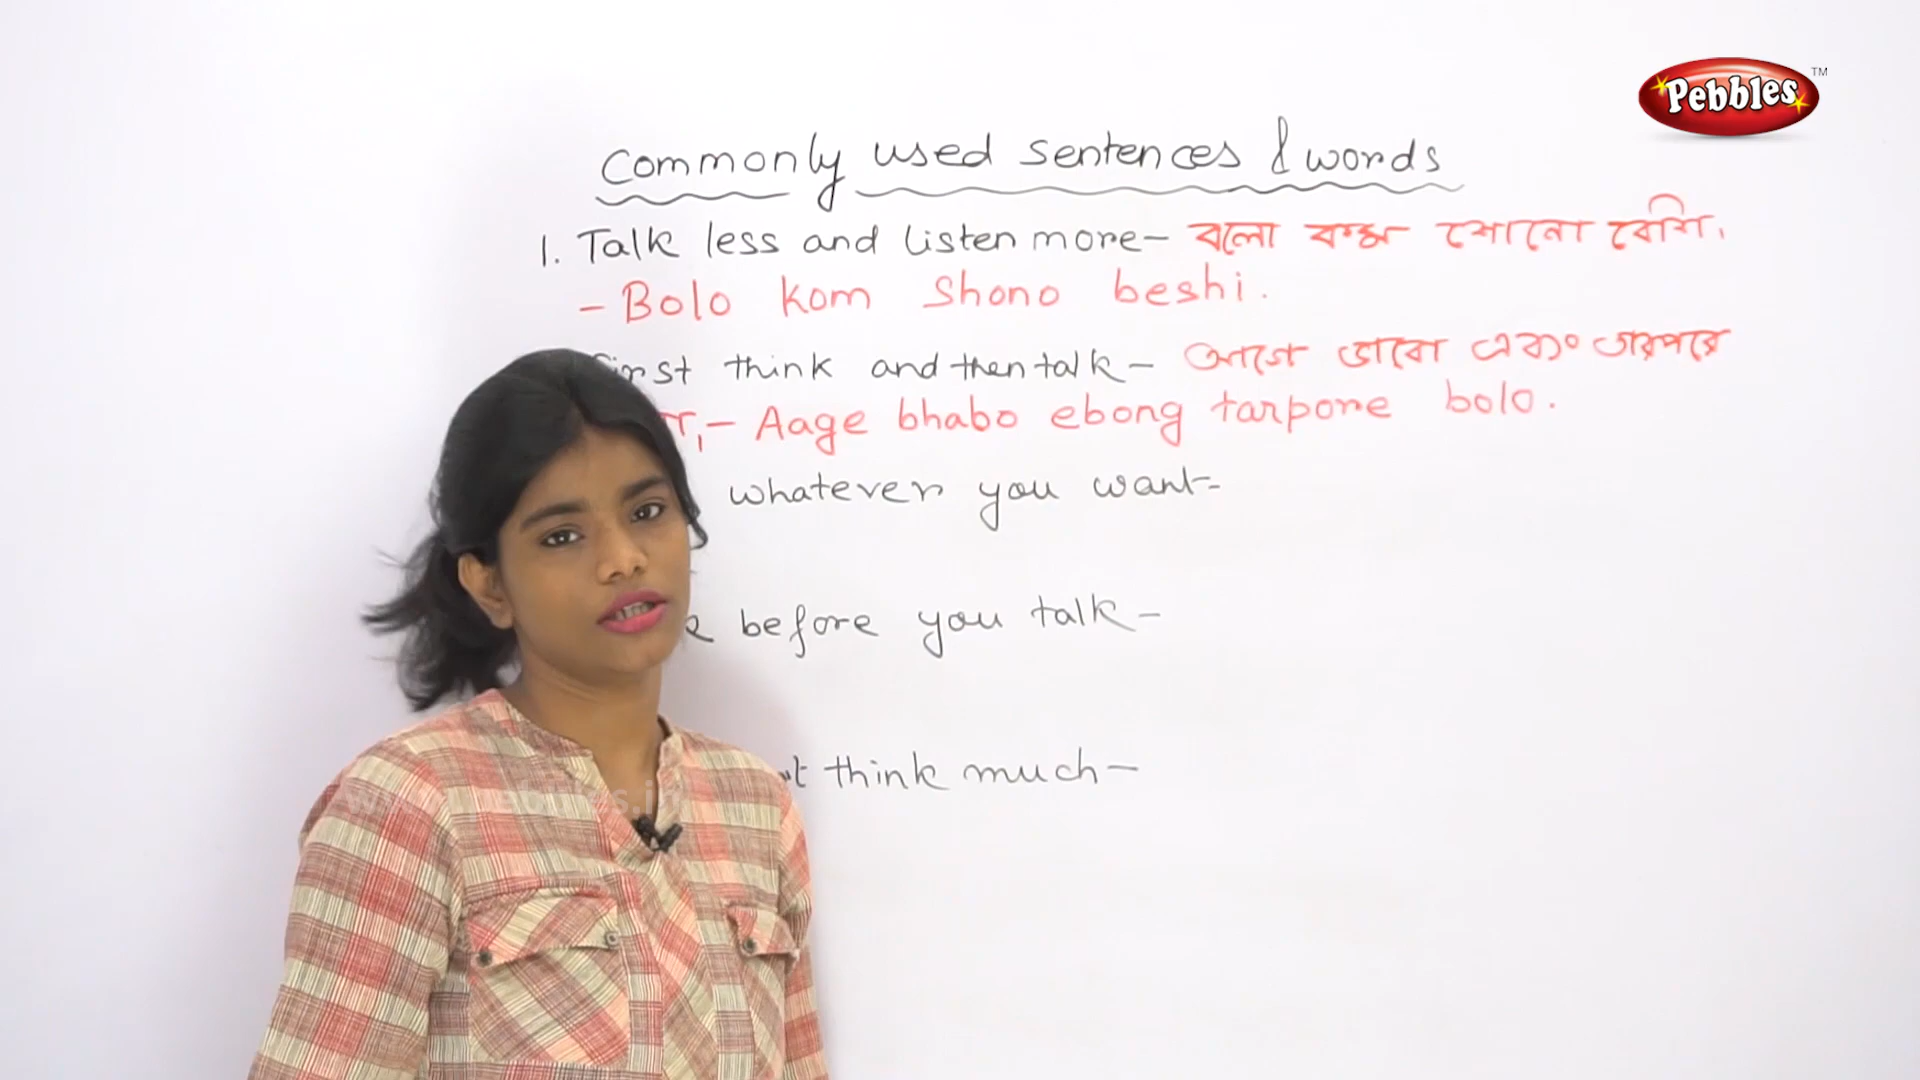 Pebbles TM
Commonly used sentences & words
1. Talk less and listen more- বলো কম শোনো বেশি।
- Bolo kom shono beshi.
think and then talk- আগে ভাবো এবং তারপরে
- Aage bhabo ebong tarpore bolo.
whatever you want-
before you talk-
think much-